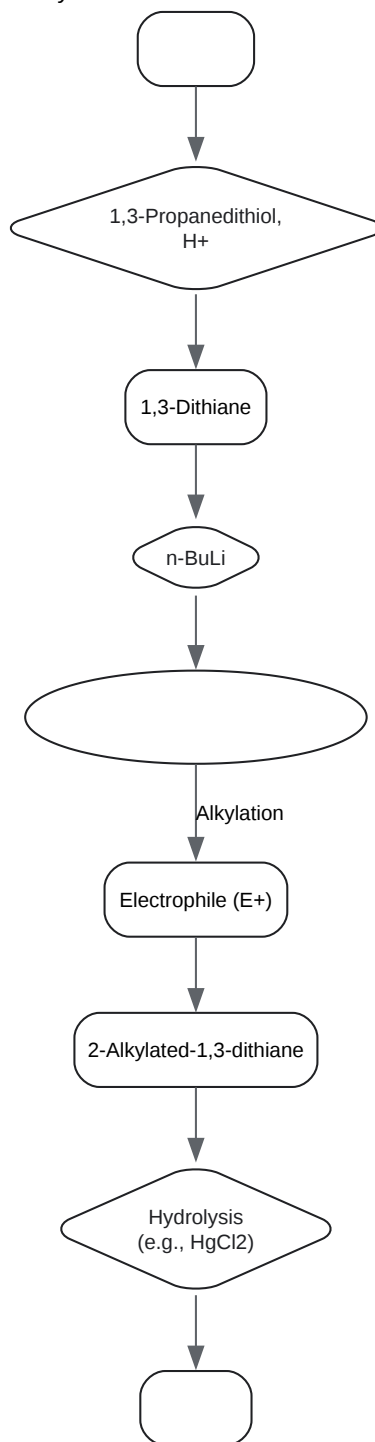 1,3-Propanedithiol,
H+
1,3-Dithiane
n-BuLi
Alkylation
Electrophile (E+)
2-Alkylated-1,3-dithiane
Hydrolysis
(e.g., HgCl2)